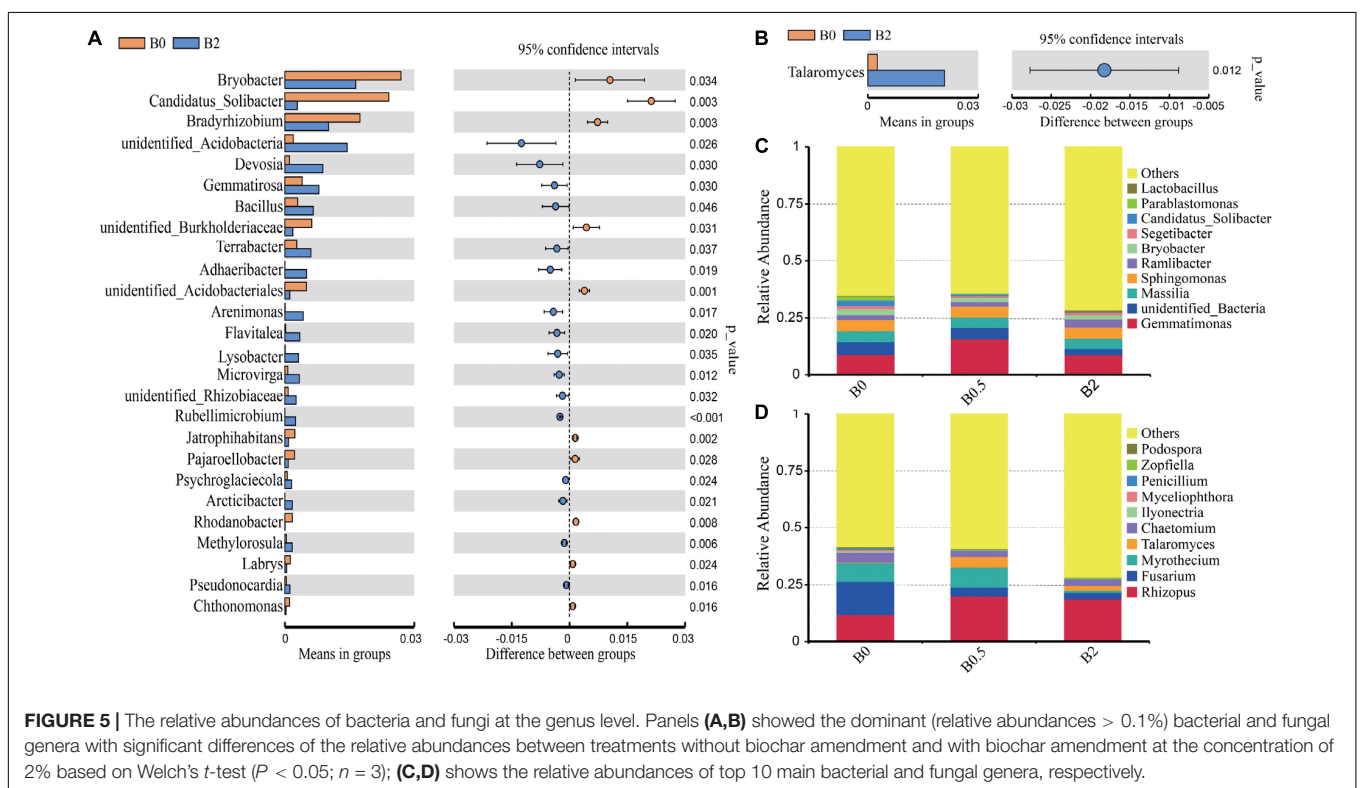 A
B0
B2
95% confidence intervals
Bryobacter
0.034
Candidatus_Solibacter
0.003
Bradyrhizobium
0.003
unidentified_Acidobacteria
0.026
Devosia
0.030
Gemmatirosa
0.030
Bacillus
0.046
unidentified_Burkholderiaceae
0.031
Terrabacter
0.037
Adhaeribacter
0.019
unidentified_Acidobacteriales
0.001
Arenimonas
0.017
Flavitalea
0.020
Lysobacter
0.035
Microvirga
0.012
unidentified_Rhizobiaceae
0.032
Rubellimicrobium
<0.001
Jatrophihabitans
0.002
Pajaroellobacter
0.028
Psychroglaciecola
0.024
Arcticibacter
0.021
Rhodanobacter
0.008
Methylorosula
0.006
Labrys
0.024
Pseudonocardia
0.016
Chthonomonas
0.016
p_value
0 0.03
Means in groups
-0.03 -0.015 0 0.015 0.03
Difference between groups
B
B0
B2
95% confidence intervals
Talaromyces
0.012
p_value
0 0.03
Means in groups
-0.03 -0.025 -0.02 -0.015 -0.01 -0.005
Difference between groups
C
Relative Abundance
1
0.75
0.5
0.25
0
B0
B0.5
B2
Others
Lactobacillus
Parablastomonas
Candidatus_Solibacter
Segetibacter
Bryobacter
Ramlibacter
Sphingomonas
Massilia
unidentified_Bacteria
Gemmatimonas
D
Relative Abundance
1
0.75
0.5
0.25
0
B0
B0.5
B2
Others
Podospora
Zopfiella
Penicillium
Myceliophthora
Ilyonectria
Chaetomium
Talaromyces
Myrothecium
Fusarium
Rhizopus
FIGURE 5 | The relative abundances of bacteria and fungi at the genus level. Panels (A,B) showed the dominant (relative abundances > 0.1%) bacterial and fungal
genera with significant differences of the relative abundances between treatments without biochar amendment and with biochar amendment at the concentration of
2% based on Welch's t-test (P < 0.05; n = 3); (C,D) shows the relative abundances of top 10 main bacterial and fungal genera, respectively.